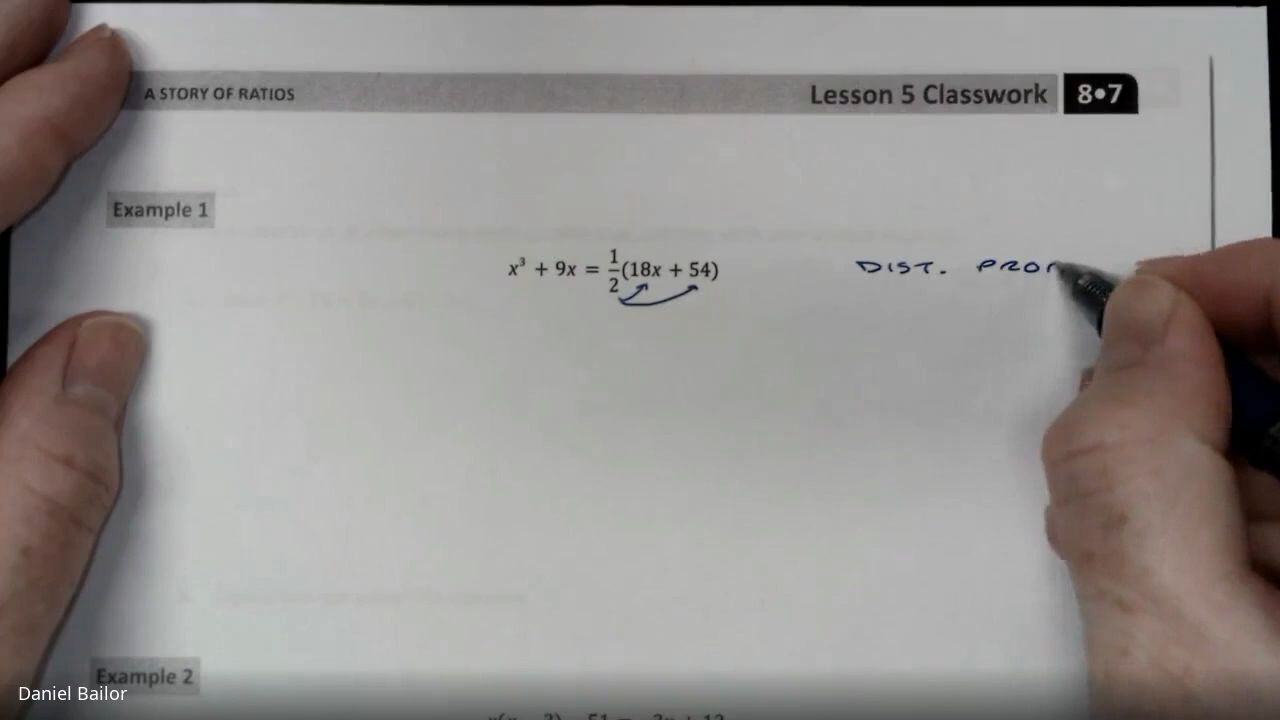 A STORY OF RATIOS
Lesson 5 Classwork
8•7
Example 1
x³ + 9x = 1/2(18x + 54)
DIST. PROP
Example 2
Daniel Bailor